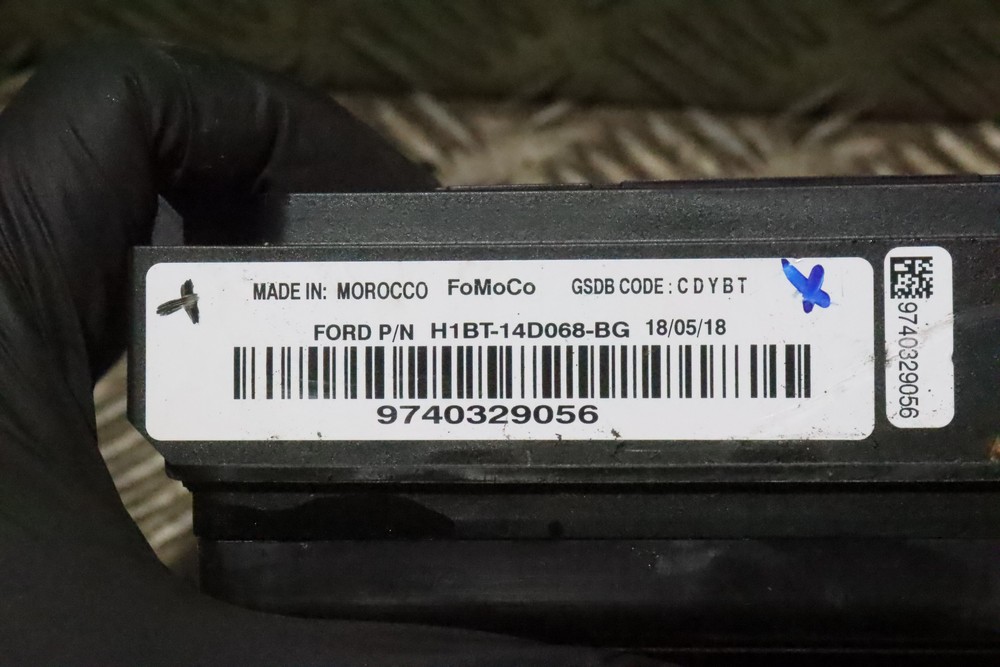 MADE IN: MOROCCO FoMoCo GSDB CODE : C D Y B T
FORD P/N H1BT-14D068-BG 18/05/18
9740329056
9740329056